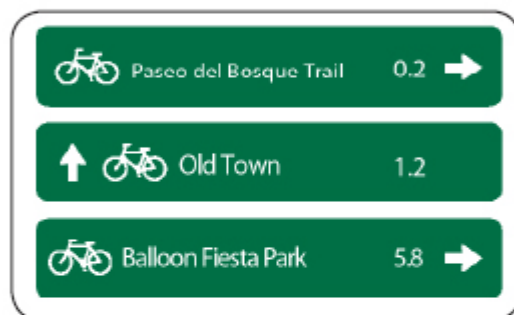 Paseo del Bosque Trail 0.2
Old Town 1.2
Balloon Fiesta Park 5.8